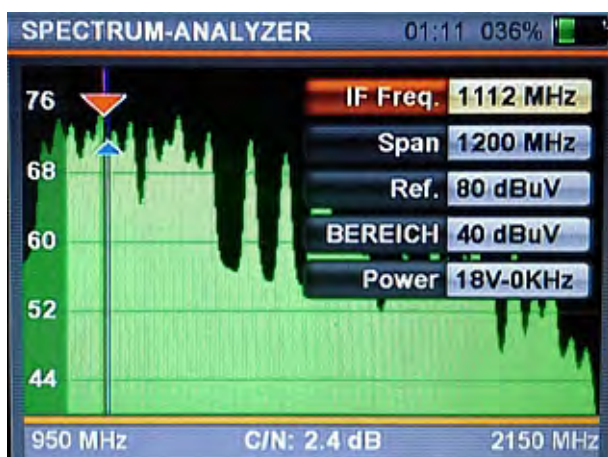 SPECTRUM-ANALYZER 01:11 036%
76
68
60
52
44
IF Freq. 1112 MHz
Span 1200 MHz
Ref. 80 dBuV
BEREICH 40 dBuV
Power 18V-0KHz
950 MHz C/N: 2.4 dB 2150 MHz